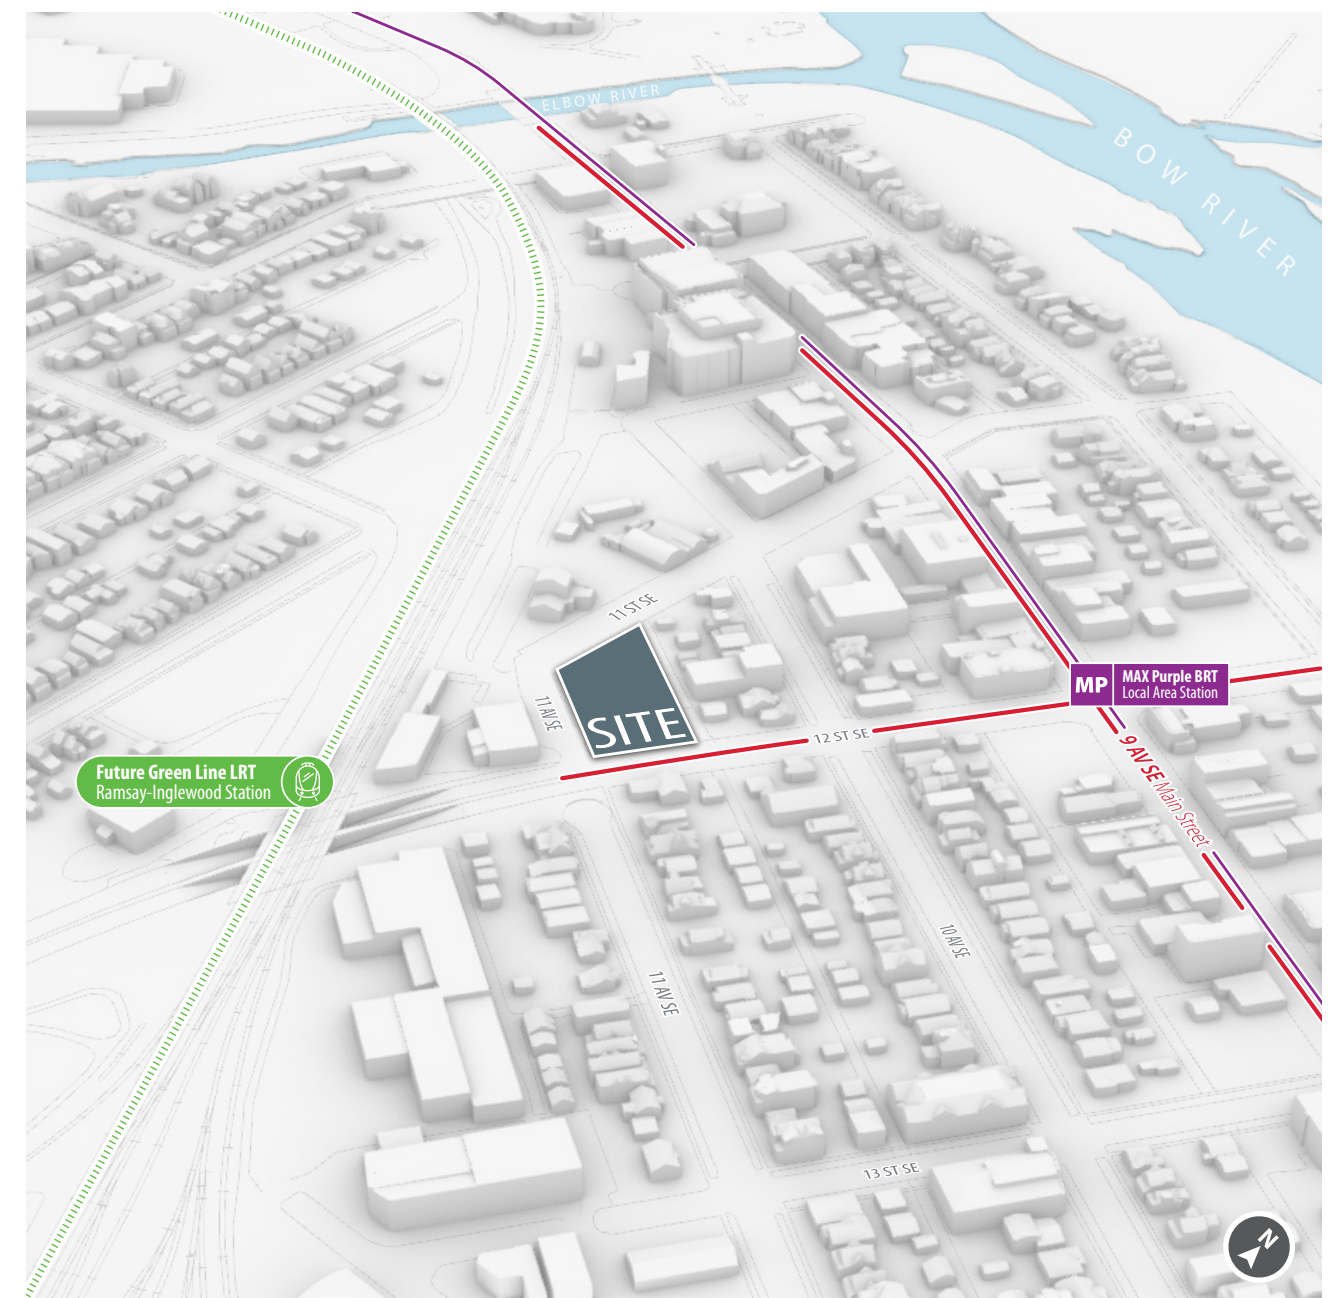 ELBOW RIVER
BOW RIVER
11 ST SE
11 AV SE
SITE
12 ST SE
MP
MAX Purple BRT
Local Area Station
9 AV SE Main Street
Future Green Line LRT
Ramsay-Inglewood Station
10 AV SE
11 AV SE
13 ST SE
N